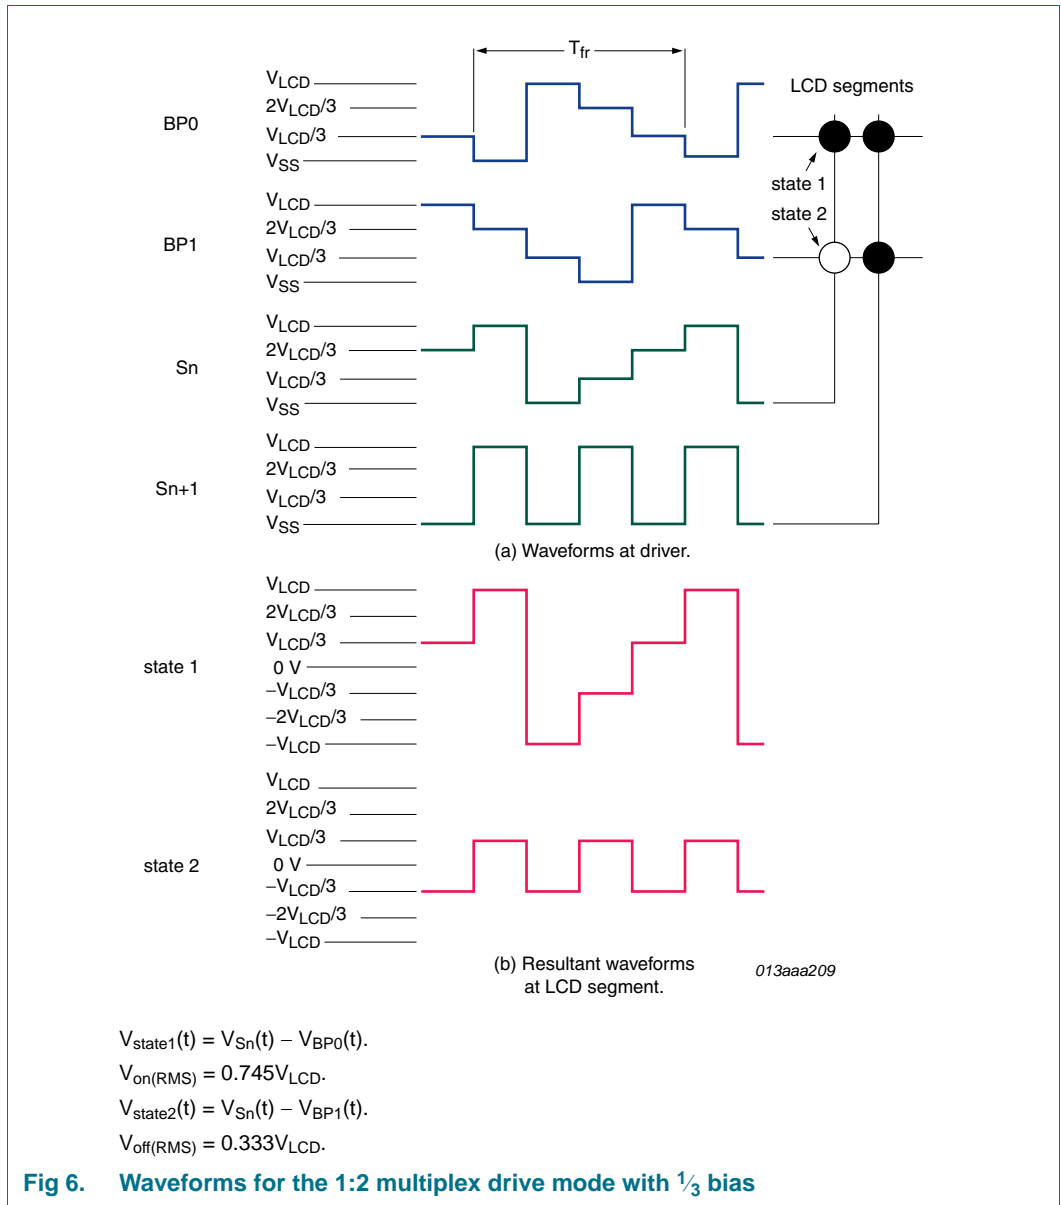 T_fr
V_LCD
2V_LCD/3
BP0
V_LCD/3
V_SS
LCD segments
state 1
state 2
V_LCD
2V_LCD/3
BP1
V_LCD/3
V_SS
V_LCD
2V_LCD/3
Sn
V_LCD/3
V_SS
V_LCD
2V_LCD/3
Sn+1
V_LCD/3
V_SS
(a) Waveforms at driver.
V_LCD
2V_LCD/3
V_LCD/3
state 1
0 V
−V_LCD/3
−2V_LCD/3
−V_LCD
V_LCD
2V_LCD/3
V_LCD/3
state 2
0 V
−V_LCD/3
−2V_LCD/3
−V_LCD
(b) Resultant waveforms
at LCD segment.
013aaa209
V_state1(t) = V_Sn(t) − V_BP0(t).
V_on(RMS) = 0.745V_LCD.
V_state2(t) = V_Sn(t) − V_BP1(t).
V_off(RMS) = 0.333V_LCD.
Fig 6. Waveforms for the 1:2 multiplex drive mode with 1⁄3 bias